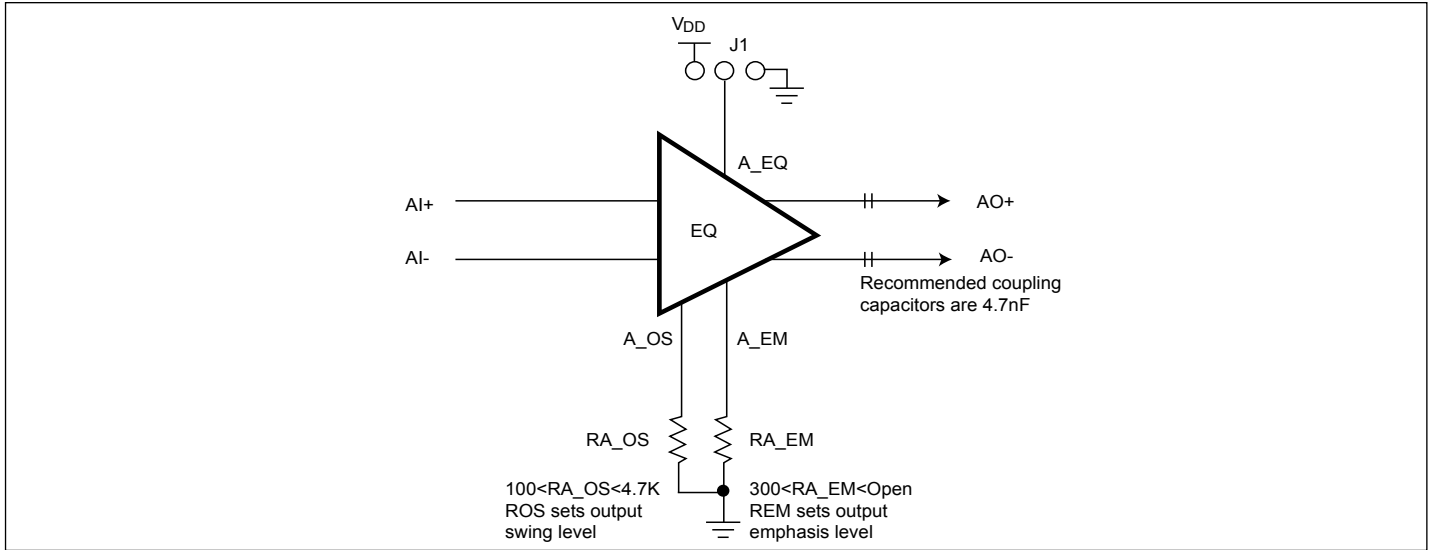 VDD
J1
A_EQ
AI+
AO+
EQ
AI-
AO-
Recommended coupling
capacitors are 4.7nF
A_OS
A_EM
RA_OS
RA_EM
100<RA_OS<4.7K
ROS sets output
swing level
300<RA_EM<Open
REM sets output
emphasis level